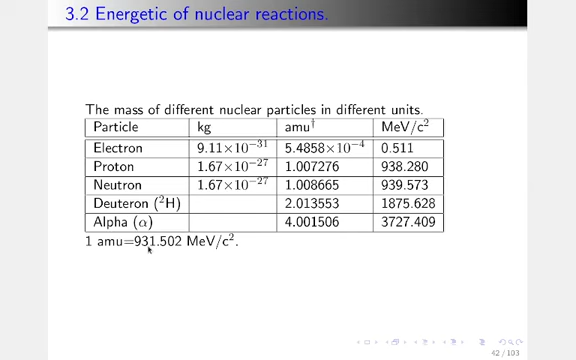 3.2 Energetic of nuclear reactions.
The mass of different nuclear particles in different units.
Particle kg amu† MeV/c²
Electron 9.11×10⁻³¹ 5.4858×10⁻⁴ 0.511
Proton 1.67×10⁻²⁷ 1.007276 938.280
Neutron 1.67×10⁻²⁷ 1.008665 939.573
Deuteron (²H) 2.013553 1875.628
Alpha (α) 4.001506 3727.409
1 amu=931.502 MeV/c².
42 / 103